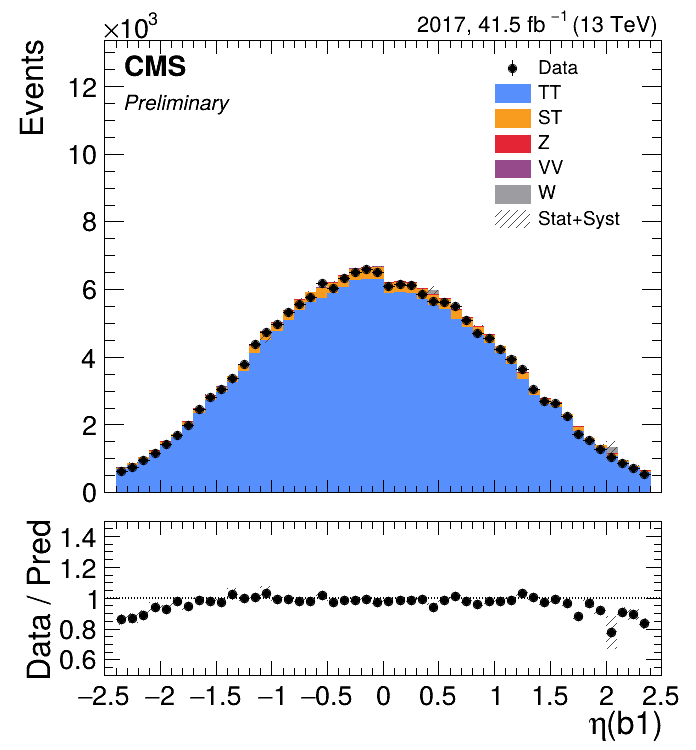 ×10³ 2017, 41.5 fb⁻¹ (13 TeV)
Events
CMS
Preliminary
Data
TT
ST
Z
VV
W
Stat+Syst
12
10
8
6
4
2
0
Data / Pred
1.4
1.2
1
0.8
0.6
−2.5 −2 −1.5 −1 −0.5 0 0.5 1 1.5 2 2.5
η(b1)